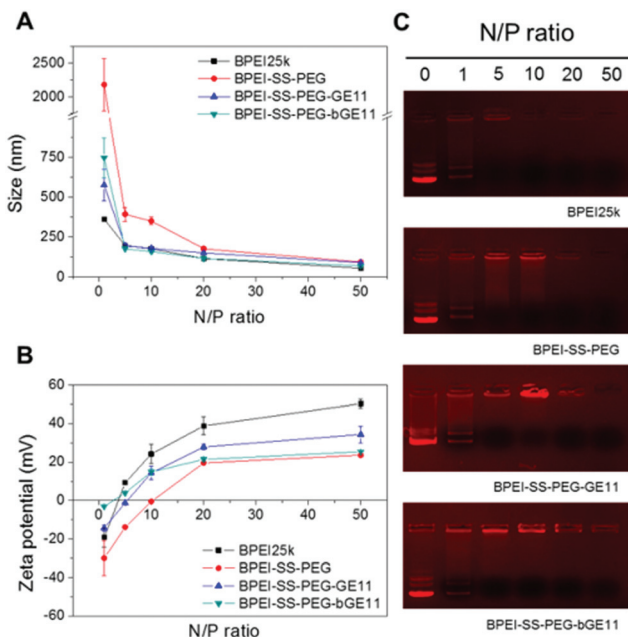 A
2500
2250
2000
750
500
250
0
Size (nm)
BPEI25k
BPEI-SS-PEG
BPEI-SS-PEG-GE11
BPEI-SS-PEG-bGE11
0 10 20 30 40 50
N/P ratio
B
60
40
20
0
-20
-40
-60
Zeta potential (mV)
0 10 20 30 40 50
BPEI25k
BPEI-SS-PEG
BPEI-SS-PEG-GE11
BPEI-SS-PEG-bGE11
N/P ratio
C
N/P ratio
0 1 5 10 20 50
BPEI25k
BPEI-SS-PEG
BPEI-SS-PEG-GE11
BPEI-SS-PEG-bGE11